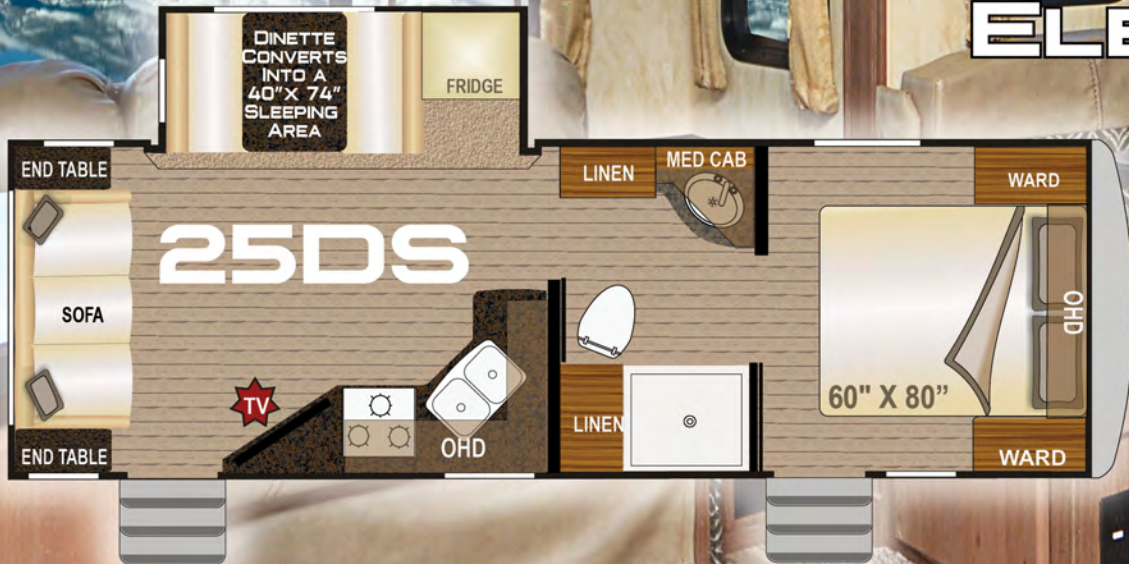 ELE
DINETTE
CONVERTS
INTO A
40"X 74"
SLEEPING
AREA
FRIDGE
END TABLE
LINEN
MED CAB
WARD
25DS
SOFA
OHD
TV
60" X 80”
LINEN
OHD
END TABLE
WARD